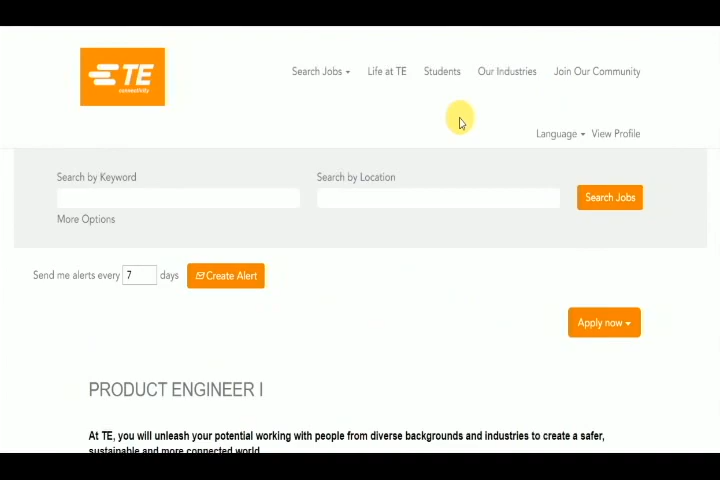 TE
connectivity
Search Jobs Life at TE Students Our Industries Join Our Community
Language View Profile
Search by Keyword Search by Location
Search Jobs
More Options
Send me alerts every 7 days Create Alert
Apply now
PRODUCT ENGINEER I
At TE, you will unleash your potential working with people from diverse backgrounds and industries to create a safer,
sustainable and more connected world.